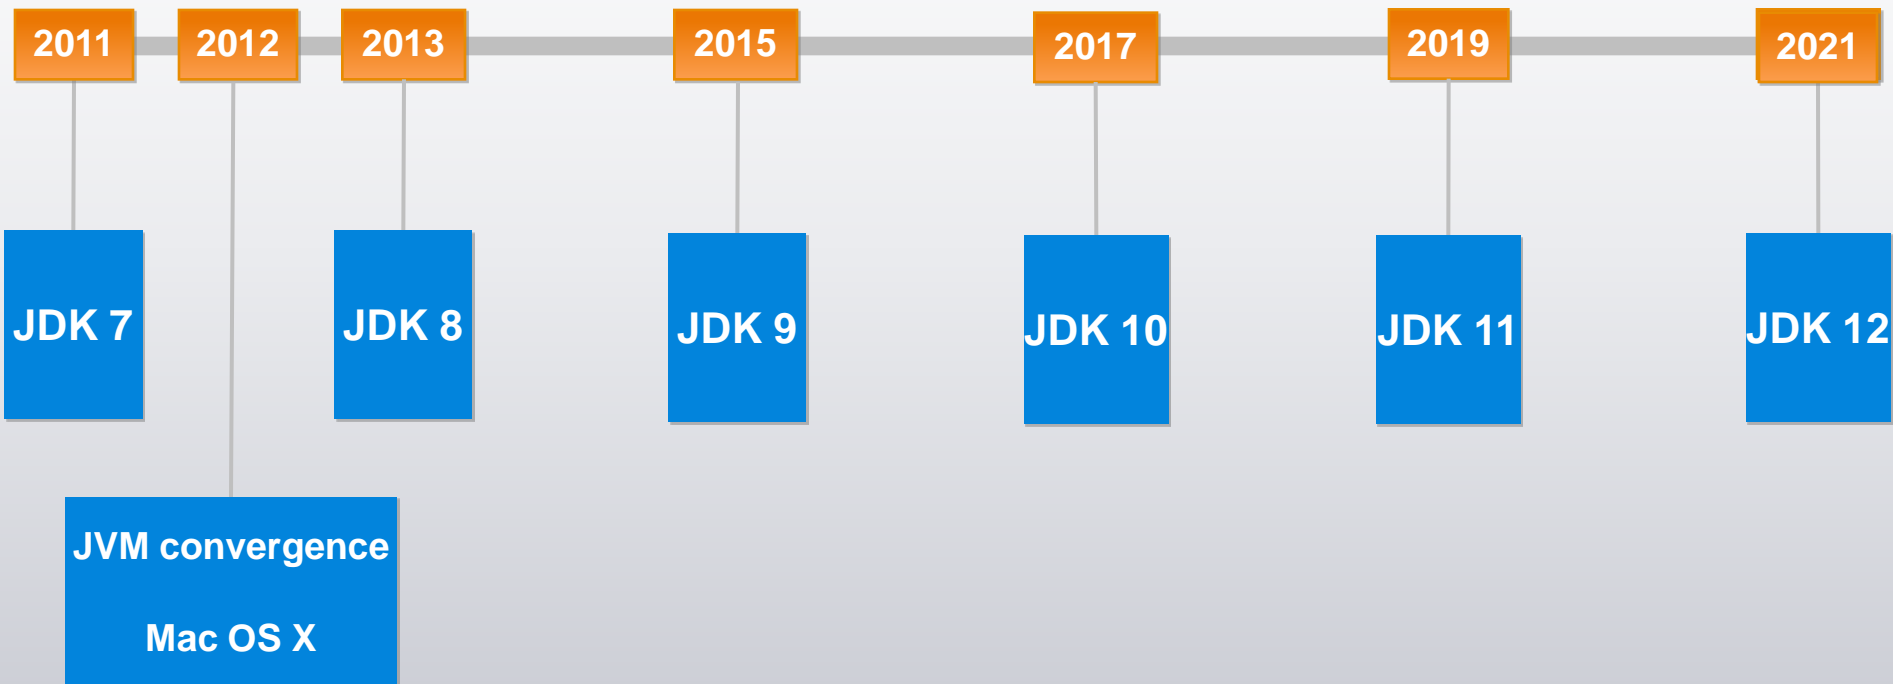 2011
2012
2013
2015
2017
2019
2021
JDK 7
JDK 8
JDK 9
JDK 10
JDK 11
JDK 12
JVM convergence
Mac OS X